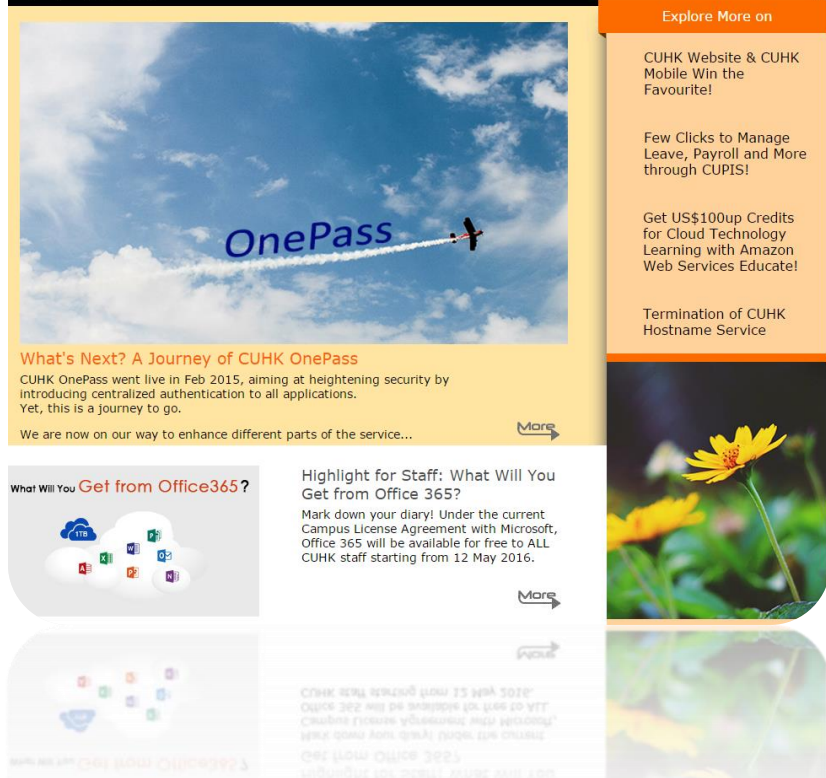 OnePass
What's Next? A Journey of CUHK OnePass
CUHK OnePass went live in Feb 2015, aiming at heightening security by
introducing centralized authentication to all applications.
Yet, this is a journey to go.
We are now on our way to enhance different parts of the service...
More
What Will You Get from Office365?
1TB
Highlight for Staff: What Will You
Get from Office 365?
Mark down your diary! Under the current
Campus License Agreement with Microsoft,
Office 365 will be available for free to ALL
CUHK staff starting from 12 May 2016.
More
Explore More on
CUHK Website & CUHK
Mobile Win the
Favourite!
Few Clicks to Manage
Leave, Payroll and More
through CUPIS!
Get US$100up Credits
for Cloud Technology
Learning with Amazon
Web Services Educate!
Termination of CUHK
Hostname Service